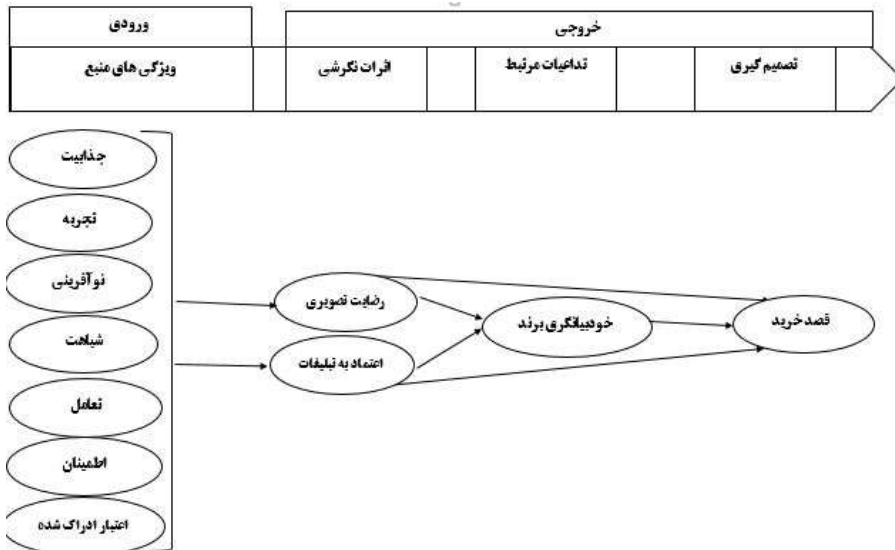 ورودی
خروجی
ویژگی های منبع
اثرات نگرشی
تداعیات مرتبط
تصمیم گیری
جذابیت
تجربه
نوآفرینی
شباهت
تعامل
اطمینان
اعتبار ادراک شده
رضایت تصویری
اعتماد به تبلیغات
خودبیانگری برند
قصد خرید